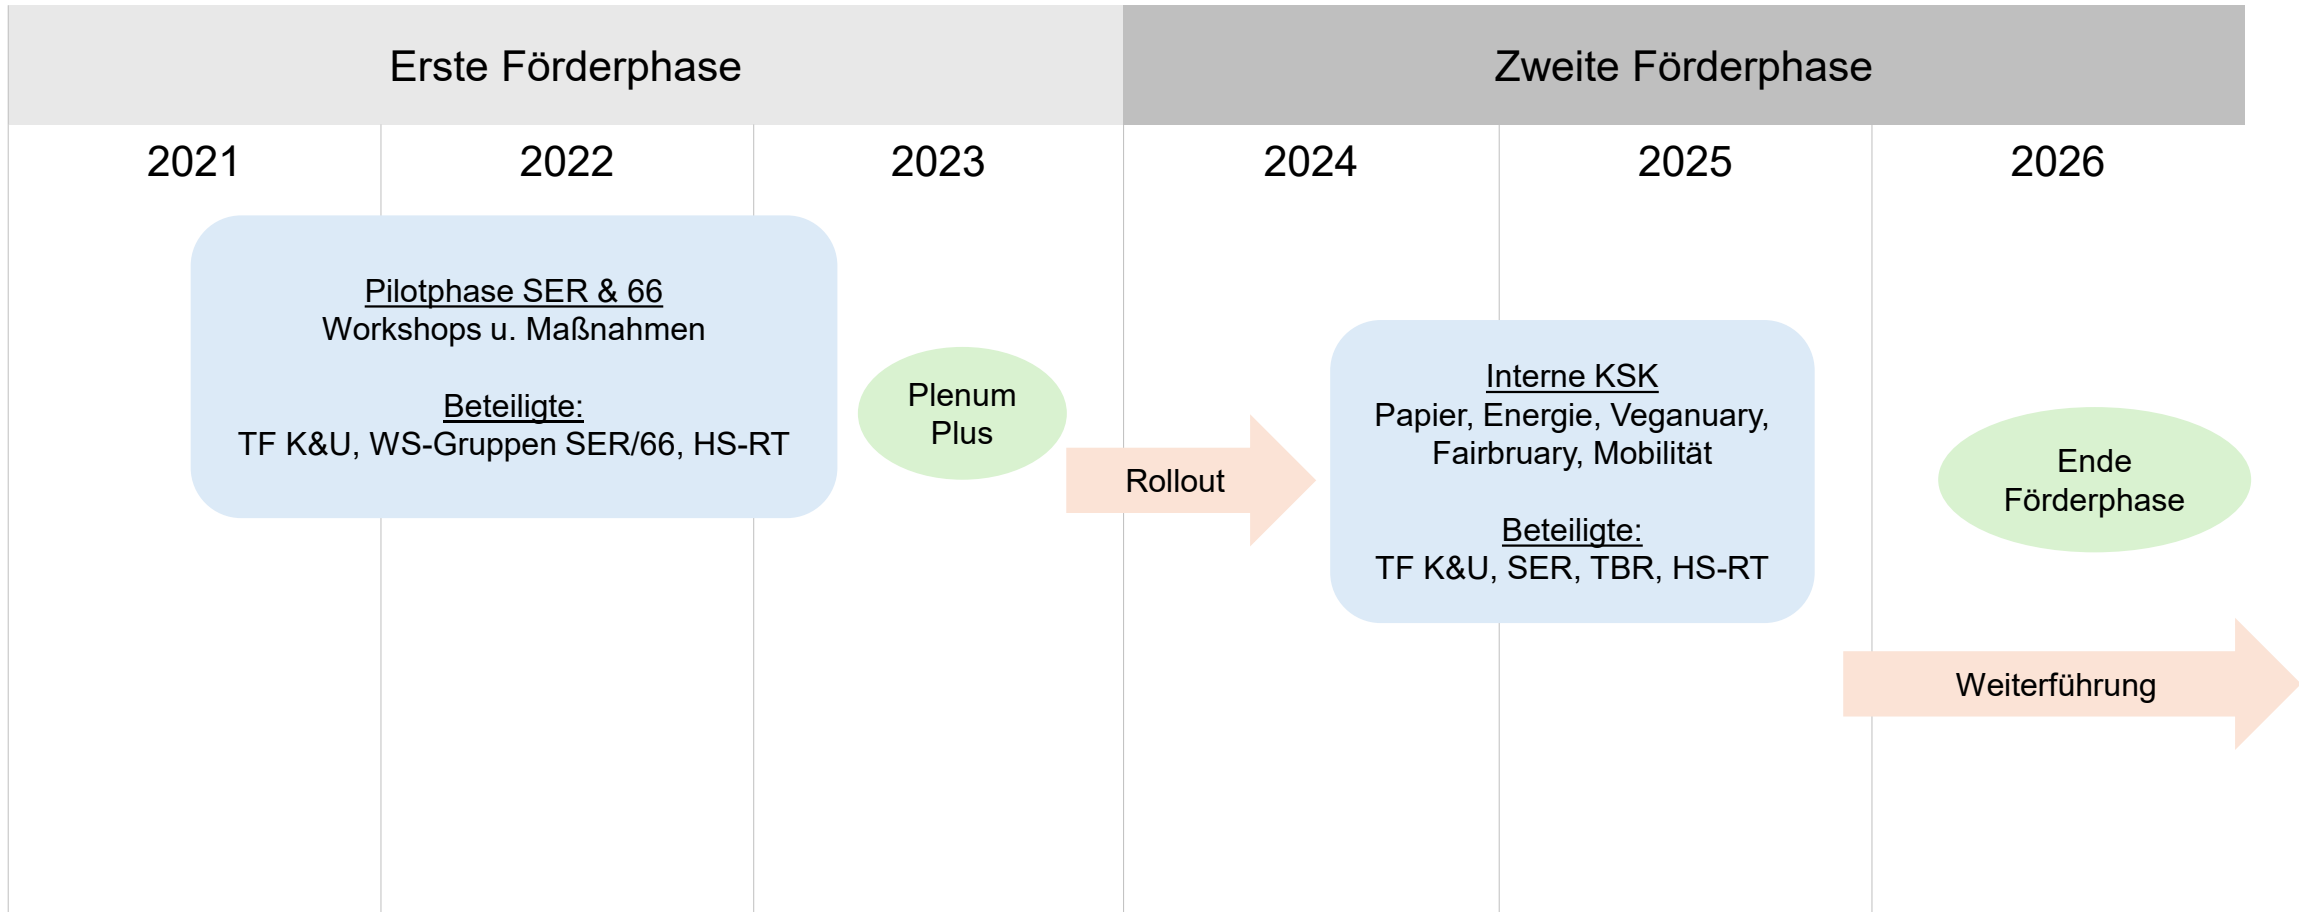 Erste Förderphase
Zweite Förderphase
2021
2022
2023
2024
2025
2026
Pilotphase SER & 66
Workshops u. Maßnahmen
Beteiligte:
TF K&U, WS-Gruppen SER/66, HS-RT
Plenum
Plus
Rollout
Interne KSK
Papier, Energie, Veganuary,
Fairbruary, Mobilität
Beteiligte:
TF K&U, SER, TBR, HS-RT
Ende
Förderphase
Weiterführung